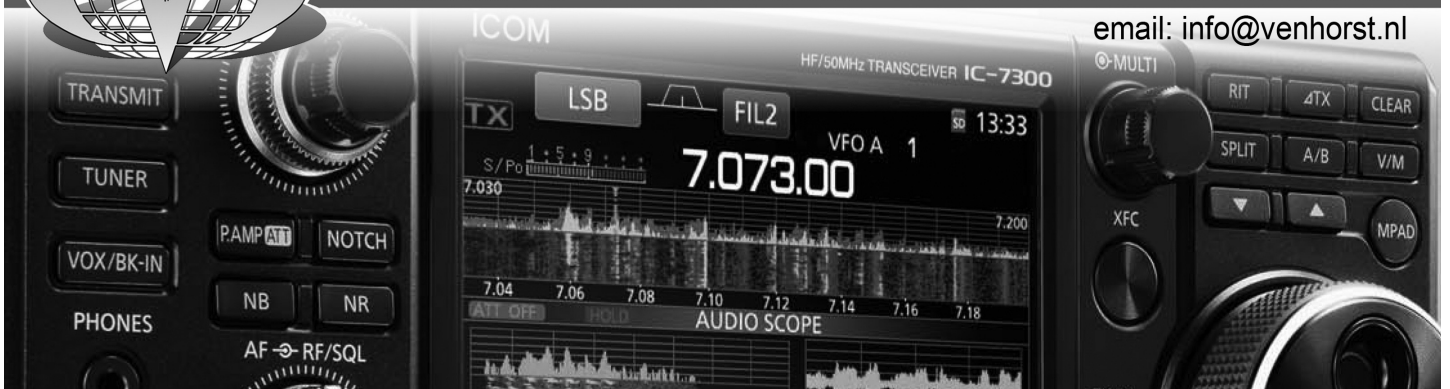 email: info@venhorst.nl
ICOM
HF/50MHz TRANSCEIVER IC-7300
MULTI
TRANSMIT
TUNER
VOX/BK-IN
PHONES
P.AMP ATT
NOTCH
NB
NR
AF RF/SQL
TX
LSB
FIL2
SD 13:33
VFO A 1
S/Po 1 5 9
7.073.00
7.030
7.200
7.04 7.06 7.08 7.10 7.12 7.14 7.16 7.18
ATT OFF
HOLD
AUDIO SCOPE
RIT
⊿TX
CLEAR
SPLIT
A/B
V/M
XFC
MPAD